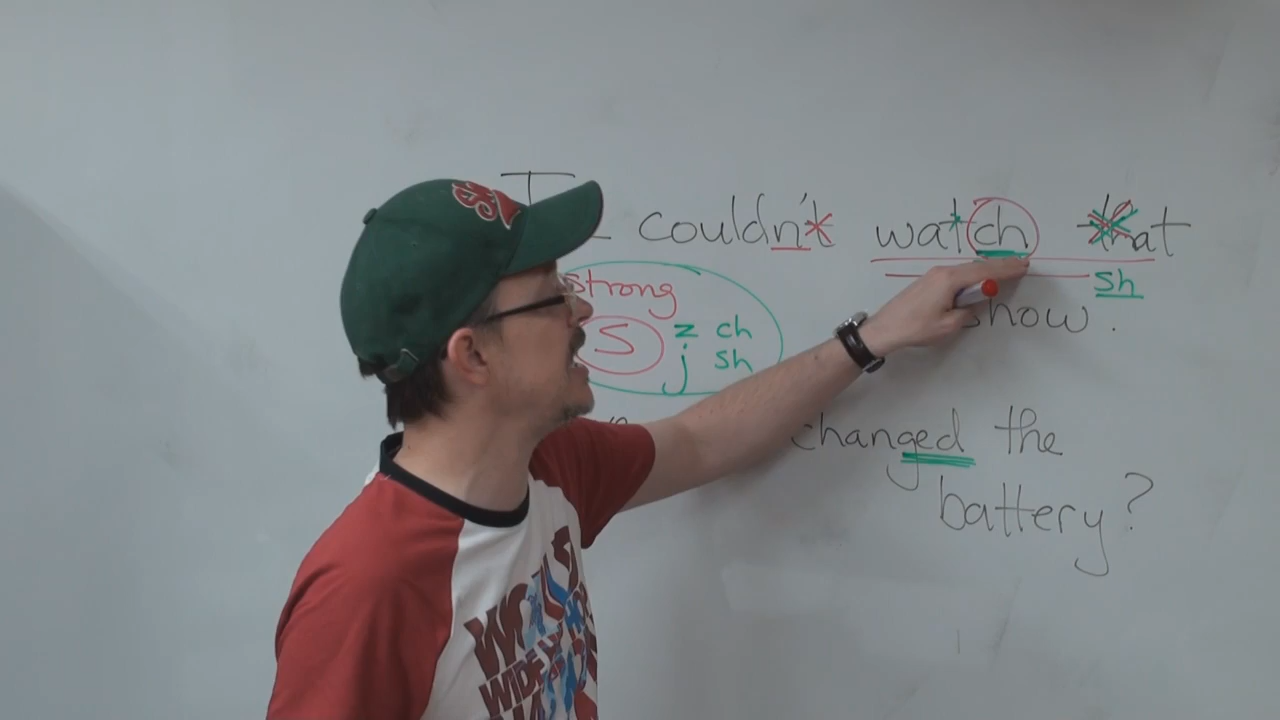 I couldn't watch that
sh
show.
strong
S z ch
j sh
changed the
battery?